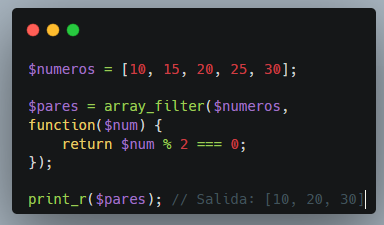 $numeros = [10, 15, 20, 25, 30];
$pares = array_filter($numeros,
function($num) {
    return $num % 2 === 0;
});
print_r($pares); // Salida: [10, 20, 30]